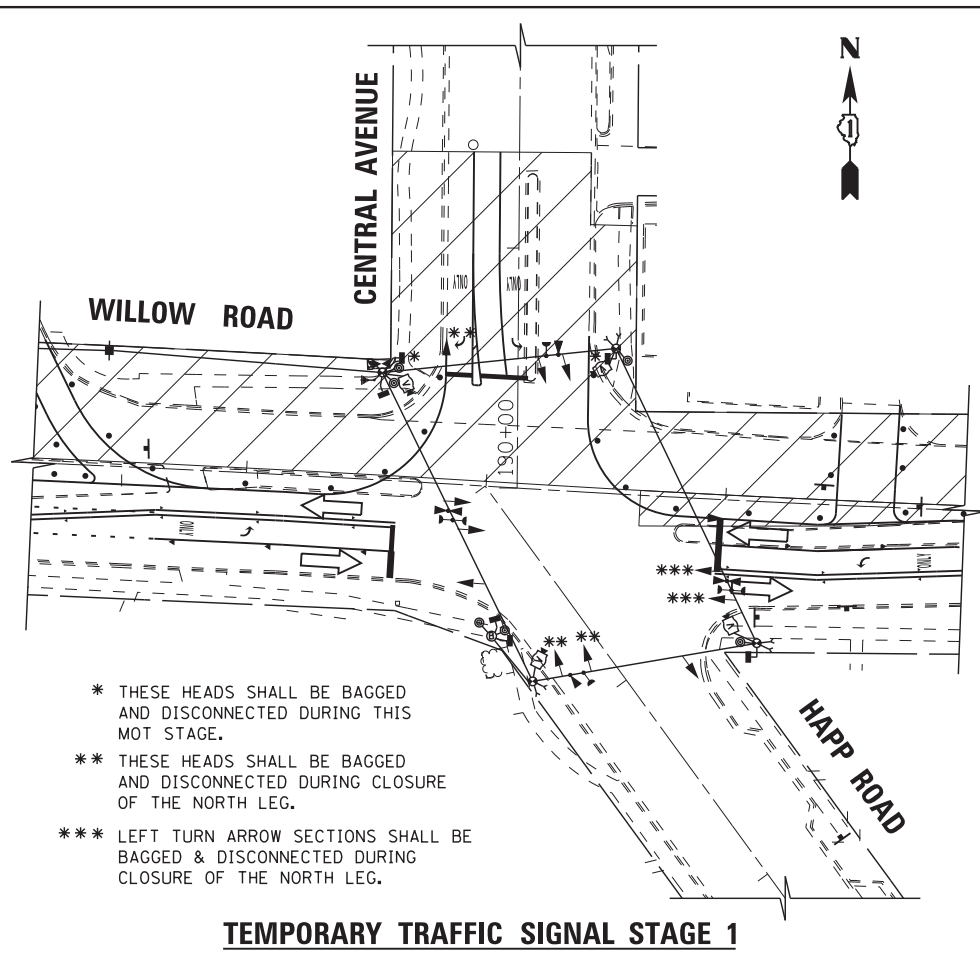 N
1
CENTRAL AVENUE
WILLOW ROAD
ONLY
ONLY
**
*
*
190+00
ONLY
ONLY
***
***
** **
HAPP ROAD
* THESE HEADS SHALL BE BAGGED
AND DISCONNECTED DURING THIS
MOT STAGE.
** THESE HEADS SHALL BE BAGGED
AND DISCONNECTED DURING CLOSURE
OF THE NORTH LEG.
*** LEFT TURN ARROW SECTIONS SHALL BE
BAGGED & DISCONNECTED DURING
CLOSURE OF THE NORTH LEG.
TEMPORARY TRAFFIC SIGNAL STAGE 1